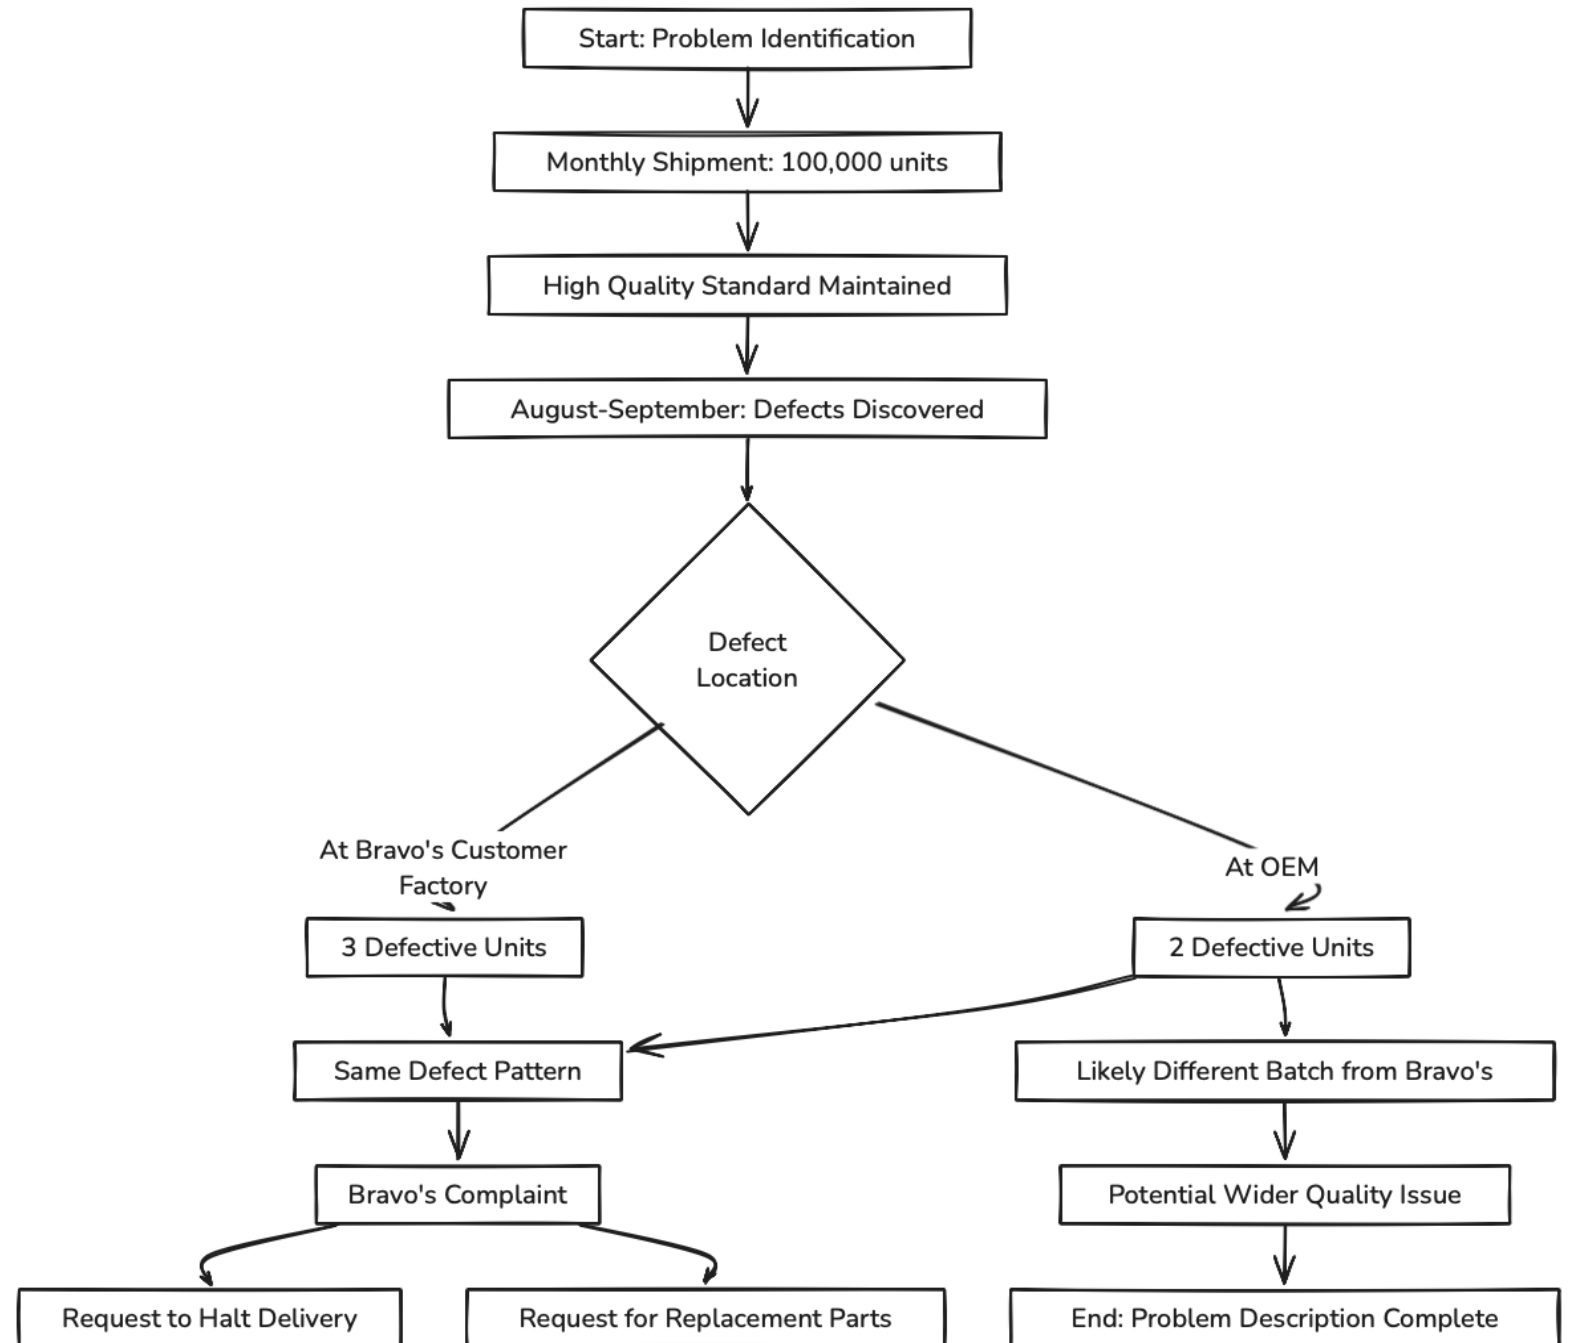 Start: Problem Identification
Monthly Shipment: 100,000 units
High Quality Standard Maintained
August-September: Defects Discovered
Defect
Location
At Bravo's Customer
Factory
At OEM
3 Defective Units
2 Defective Units
Same Defect Pattern
Likely Different Batch from Bravo's
Bravo's Complaint
Potential Wider Quality Issue
Request to Halt Delivery
Request for Replacement Parts
End: Problem Description Complete